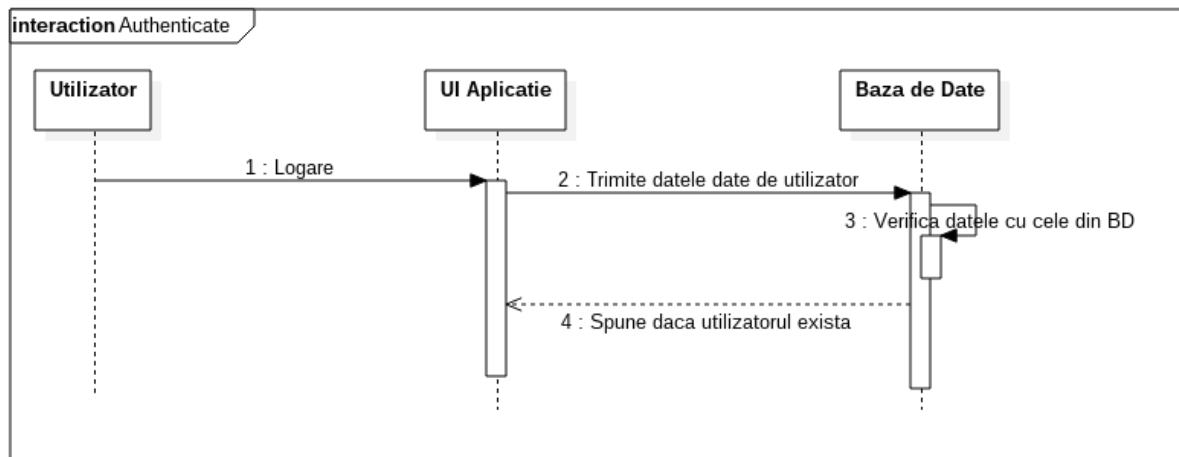 interaction Authenticate
Utilizator
UI Aplicatie
Baza de Date
1 : Logare
2 : Trimite datele date de utilizator
3 : Verifica datele cu cele din BD
4 : Spune daca utilizatorul exista